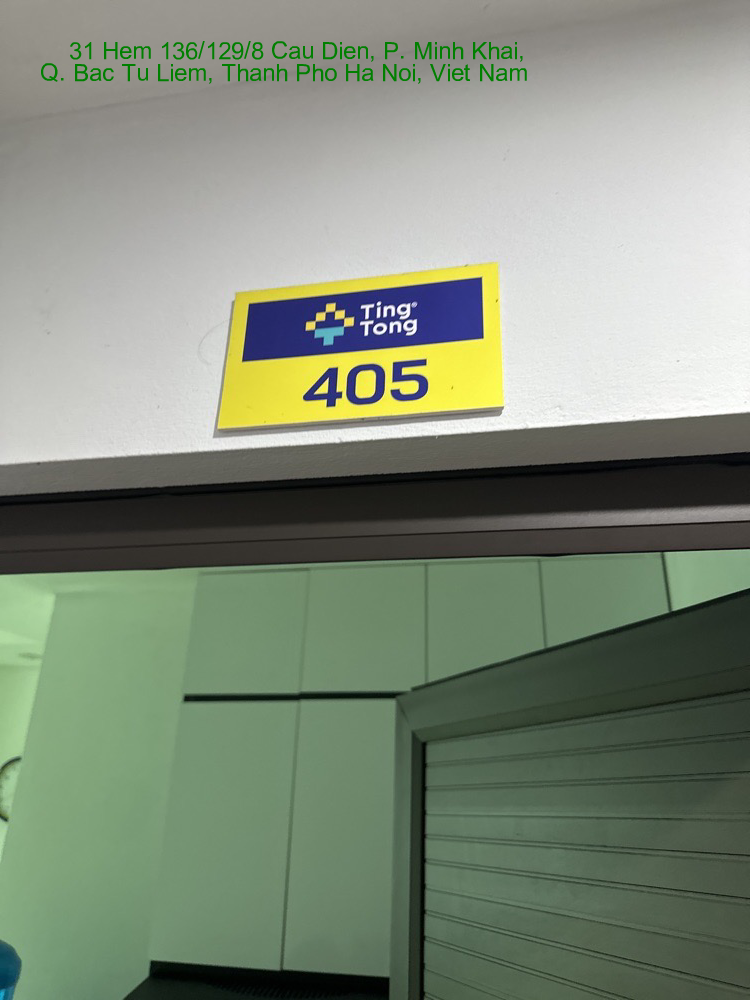 31 Hem 136/129/8 Cau Dien, P. Minh Khai,
Q. Bac Tu Liem, Thanh Pho Ha Noi, Viet Nam
Ting®
Tong
405